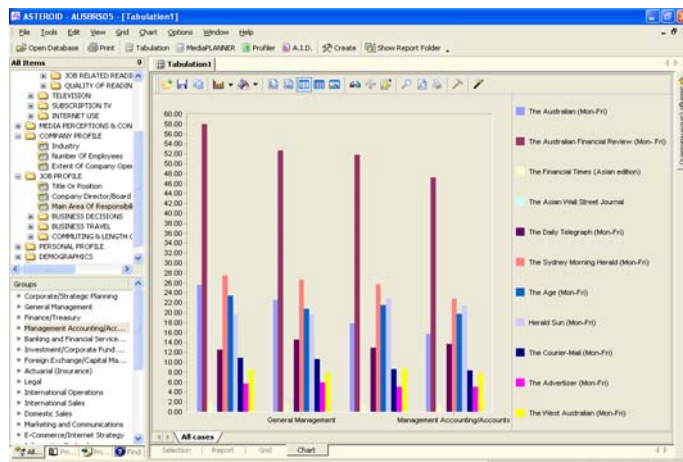 ASTEROID - AUSBRS05 - [Tabulation1]
File Tools Edit View Grid Chart Options Window Help
Open Database Print Tabulation MediaPLANNER Profiler A.I.D. Create Show Report Folder
All Items
Tabulation1
JOB RELATED READI
QUALITY OF READIN
TELEVISION
SUBSCRIPTION TV
INTERNET USE
MEDIA PERCEPTIONS & CON
COMPANY PROFILE
Industry
Number Of Employees
Extent Of Company Oper
JOB PROFILE
Title Or Position
Company Director/Board
Main Area Of Responsibil
BUSINESS DECISIONS
BUSINESS TRAVEL
COMMUTING & LENGTH C
PERSONAL PROFILE
DEMOGRAPHICS
Groups
Corporate/Strategic Planning
General Management
Finance/Treasury
Management Accounting/Acc...
Banking and Financial Service...
Investment/Corporate Fund ...
Foreign Exchange/Capital Ma...
Actuarial (Insurance)
Legal
International Operations
International Sales
Domestic Sales
Marketing and Communications
E-Commerce/Internet Strategy
All... Pr... Pr... Find
60.00
58.00
56.00
54.00
52.00
50.00
48.00
46.00
44.00
42.00
40.00
38.00
36.00
34.00
32.00
30.00
28.00
26.00
24.00
22.00
20.00
18.00
16.00
14.00
12.00
10.00
8.00
6.00
4.00
2.00
0.00
General Management
Management Accounting/Accounts
The Australian (Mon-Fri)
The Australian Financial Review (Mon- Fri)
The Financial Times (Asian edition)
The Asian Wall Street Journal
The Daily Telegraph (Mon-Fri)
The Sydney Morning Herald (Mon-Fri)
The Age (Mon-Fri)
Herald Sun (Mon-Fri)
The Courier-Mail (Mon-Fri)
The Advertiser (Mon-Fri)
The West Australian (Mon-Fri)
All cases
Selection Report Grid Chart